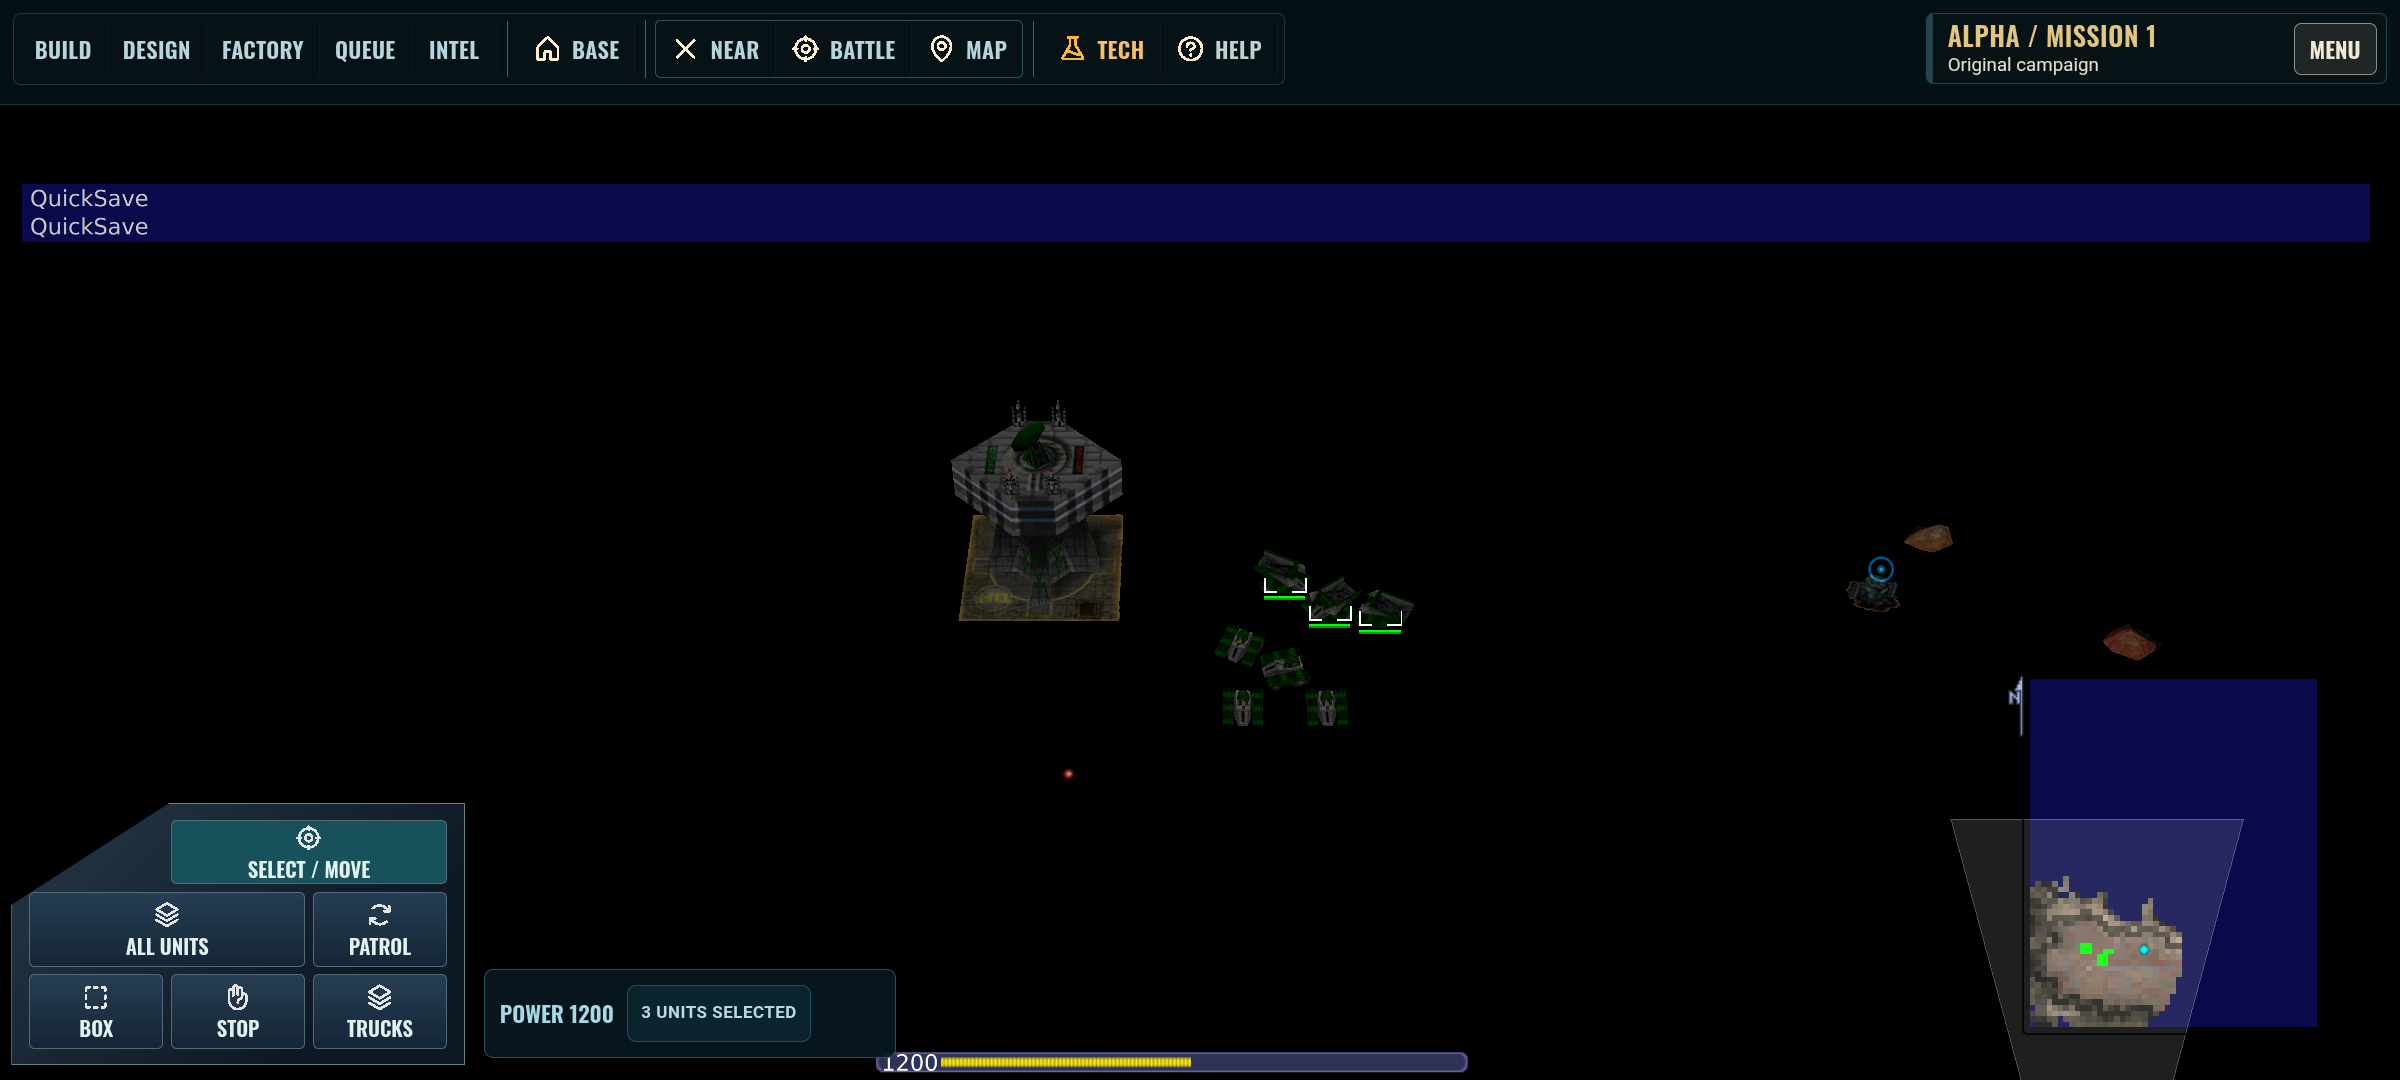 BUILD DESIGN FACTORY QUEUE INTEL BASE NEAR BATTLE MAP TECH HELP
ALPHA / MISSION 1
Original campaign
MENU
QuickSave
QuickSave
HQ
N
SELECT / MOVE
ALL UNITS PATROL
BOX STOP TRUCKS
POWER 1200 3 UNITS SELECTED
1200